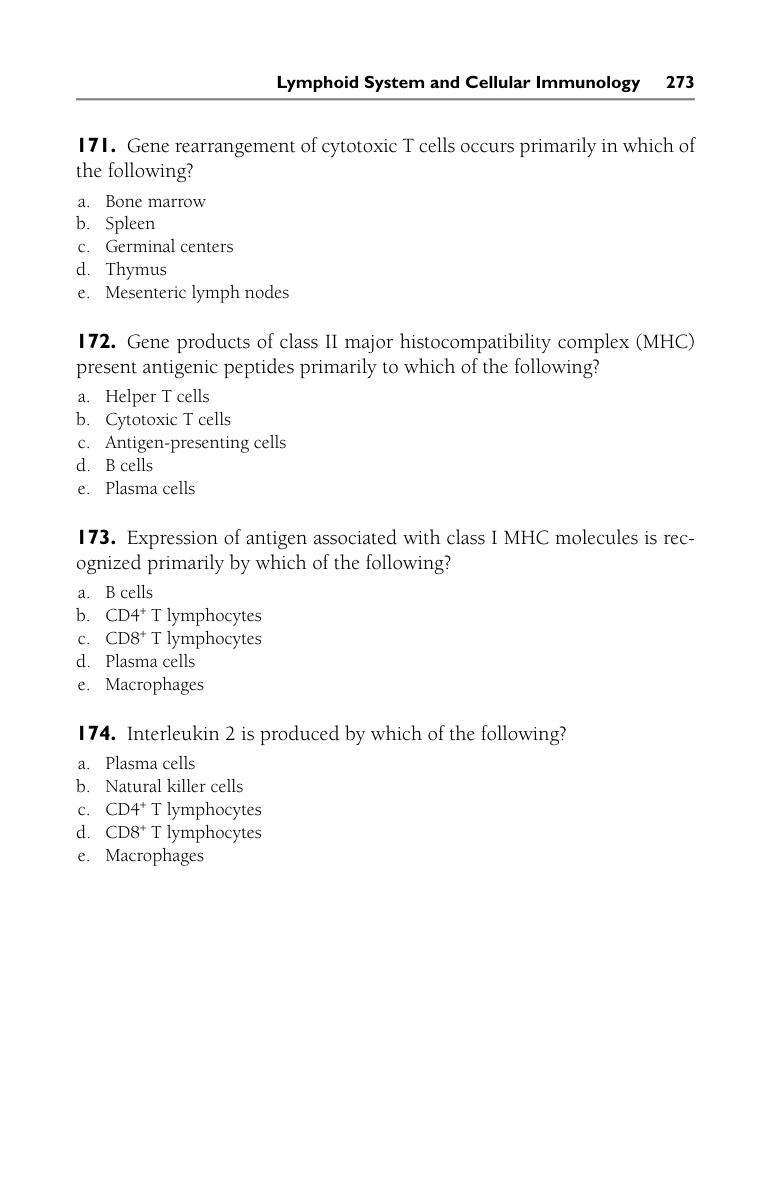 Lymphoid System and Cellular Immunology 273
171. Gene rearrangement of cytotoxic T cells occurs primarily in which of
the following?
a. Bone marrow
b. Spleen
c. Germinal centers
d. Thymus
e. Mesenteric lymph nodes
172. Gene products of class II major histocompatibility complex (MHC)
present antigenic peptides primarily to which of the following?
a. Helper T cells
b. Cytotoxic T cells
c. Antigen-presenting cells
d. B cells
e. Plasma cells
173. Expression of antigen associated with class I MHC molecules is rec-
ognized primarily by which of the following?
a. B cells
b. CD4⁺ T lymphocytes
c. CD8⁺ T lymphocytes
d. Plasma cells
e. Macrophages
174. Interleukin 2 is produced by which of the following?
a. Plasma cells
b. Natural killer cells
c. CD4⁺ T lymphocytes
d. CD8⁺ T lymphocytes
e. Macrophages